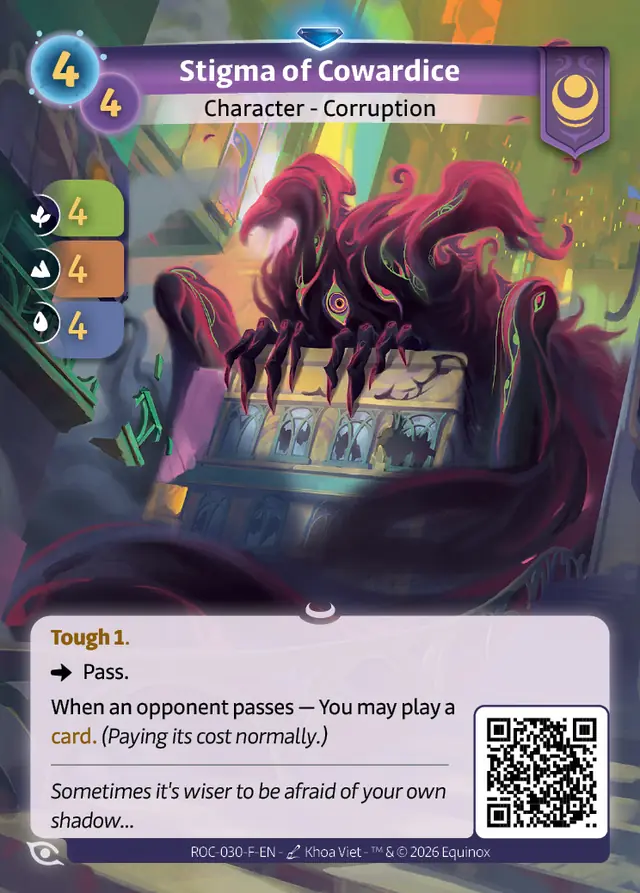 4
4
Stigma of Cowardice
Character - Corruption
4
4
4
Tough 1.
Pass.
When an opponent passes — You may play a
card. (Paying its cost normally.)
Sometimes it's wiser to be afraid of your own
shadow...
ROC-030-F-EN - Khoa Viet - ™ & © 2026 Equinox